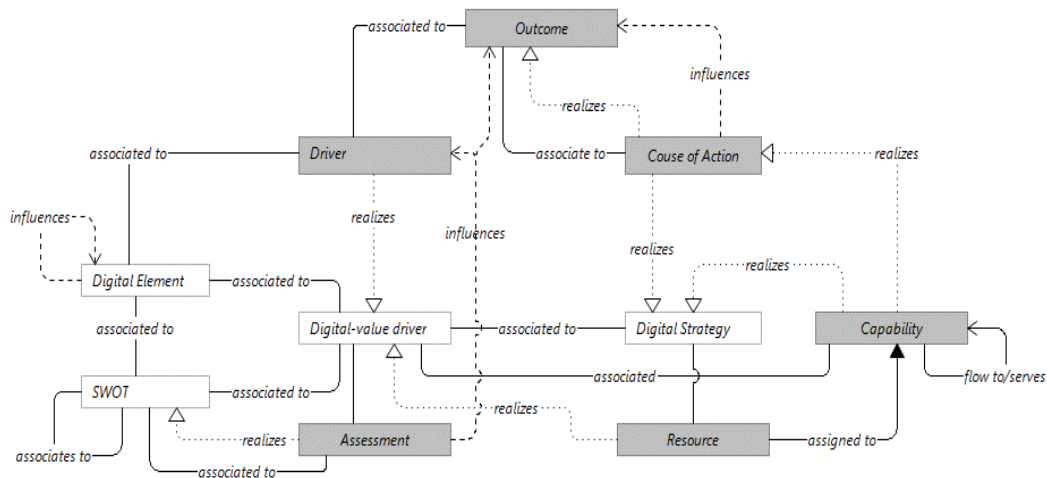 associated to
Outcome
influences
realizes
associated to
Driver
associate to
Couse of Action
realizes
realizes
influences
influences
realizes
realizes
Digital Element
associated to
associated to
Digital-value driver
associated to
Digital Strategy
Capability
associated
flow to/serves
SWOT
associated to
realizes
associates to
realizes
Assessment
Resource
assigned to
associated to